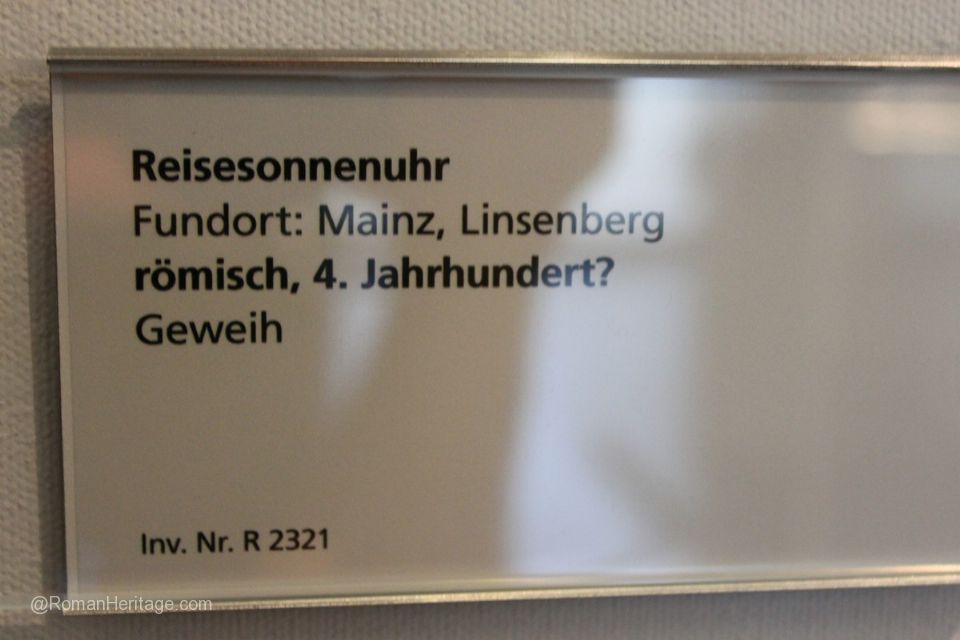 Reisesonnenuhr
Fundort: Mainz, Linsenberg
römisch, 4. Jahrhundert?
Geweih
Inv. Nr. R 2321
@RomanHeritage.com